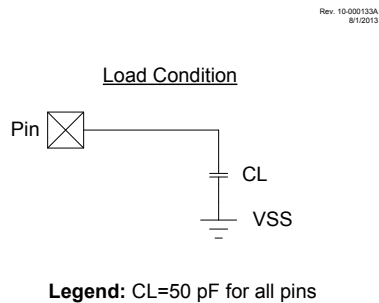 Rev. 10-000133A
8/1/2013
Load Condition
Pin
CL
VSS
Legend: CL=50 pF for all pins